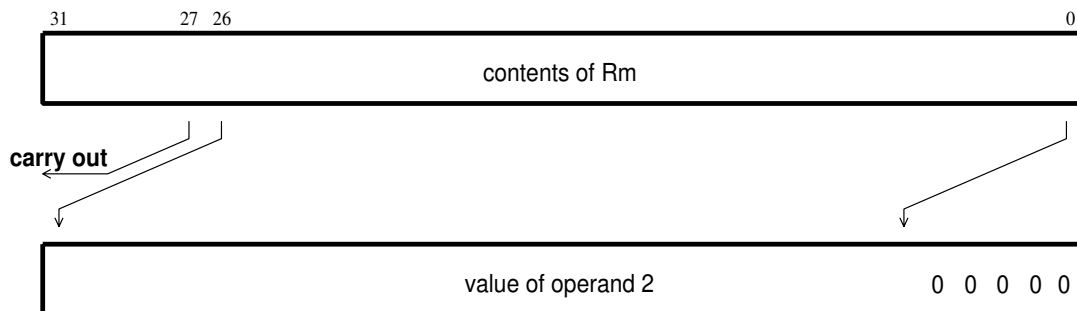 31 27 26 0
contents of Rm
carry out
value of operand 2 0 0 0 0 0